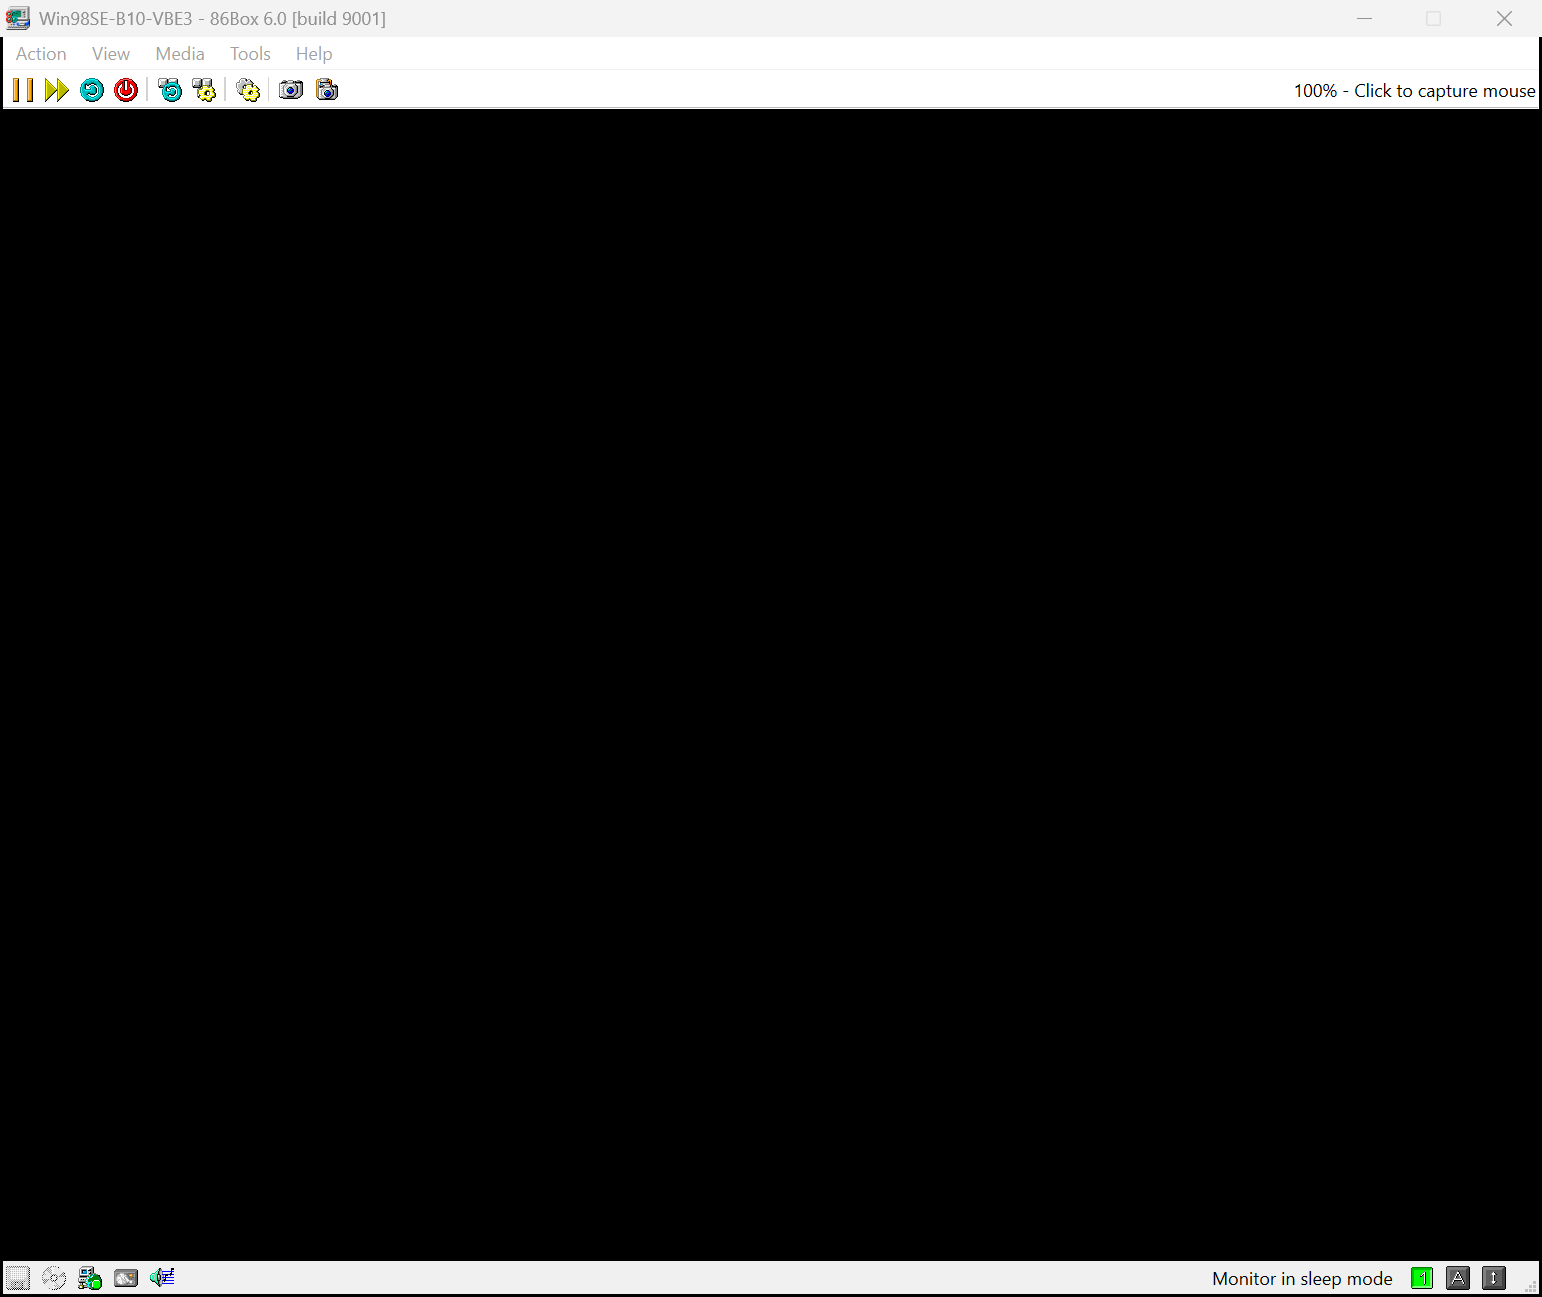 Win98SE-B10-VBE3 - 86Box 6.0 [build 9001]
Action View Media Tools Help
100% - Click to capture mouse
Monitor in sleep mode
1 A